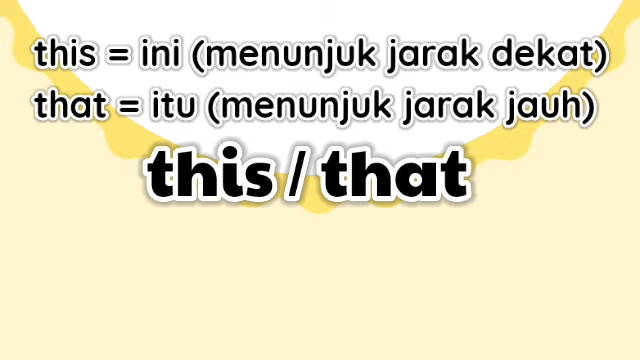 this = ini (menunjuk jarak dekat)
that = itu (menunjuk jarak jauh)
this / that